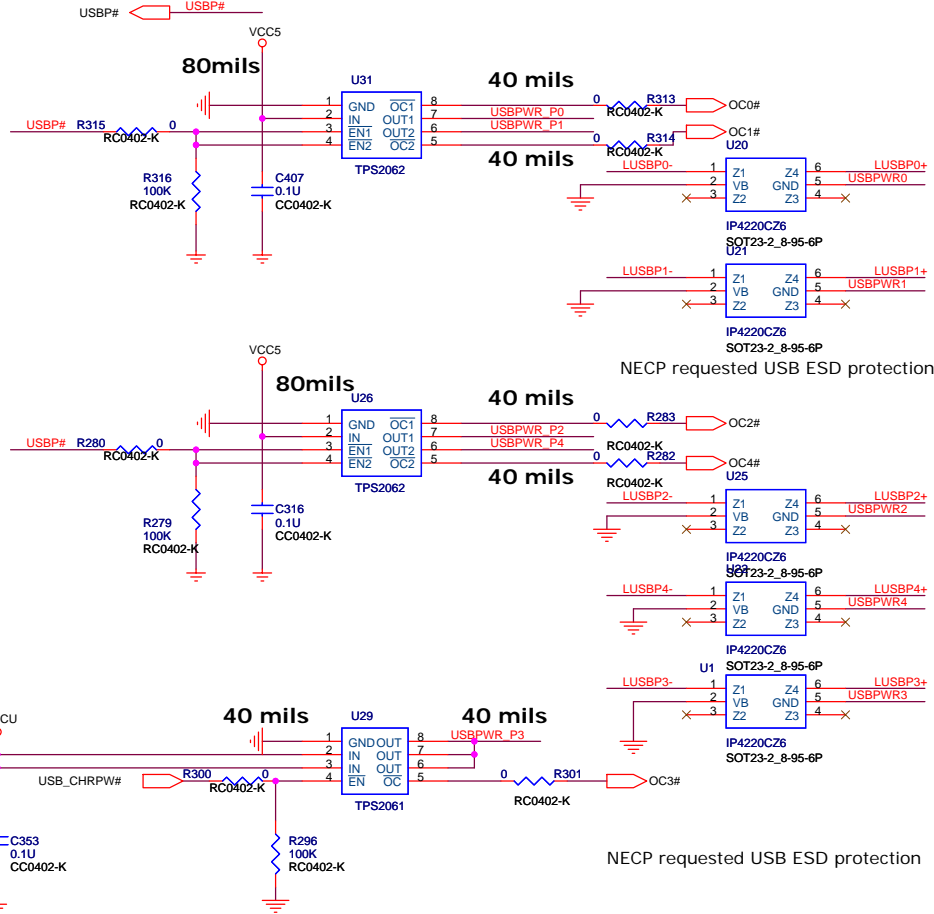 USBP# USBP#
VCC5
80mils
U31
40 mils
1 GND OC1 8
2 IN OUT1 7
3 EN1 OUT2 6
4 EN2 OC2 5
TPS2062
USBP# R315 0
RC0402-K
R316
100K
RC0402-K
C407
0.1U
CC0402-K
USBPWR_P0
USBPWR_P1
0 R313
RC0402-K
OC0#
R314
0
RC0402-K
OC1#
40 mils
U20
LUSBP0- 1 Z1 Z4 6 LUSBP0+
2 VB GND 5 USBPWR0
3 Z2 Z3 4
IP4220CZ6
SOT23-2_8-95-6P
U21
LUSBP1- 1 Z1 Z4 6 LUSBP1+
2 VB GND 5 USBPWR1
3 Z2 Z3 4
IP4220CZ6
SOT23-2_8-95-6P
NECP requested USB ESD protection
VCC5
80mils
U26
40 mils
1 GND OC1 8
2 IN OUT1 7
3 EN1 OUT2 6
4 EN2 OC2 5
TPS2062
USBP# R280 0
RC0402-K
R279
100K
RC0402-K
C316
0.1U
CC0402-K
USBPWR_P2
USBPWR_P4
0 R283
RC0402-K
OC2#
0 R282
RC0402-K
OC4#
40 mils
U25
LUSBP2- 1 Z1 Z4 6 LUSBP2+
2 VB GND 5 USBPWR2
3 Z2 Z3 4
IP4220CZ6
SOT23-2_8-95-6P
LUSBP4- 1 Z1 Z4 6 LUSBP4+
2 VB GND 5 USBPWR4
3 Z2 Z3 4
IP4220CZ6
SOT23-2_8-95-6P
U1
LUSBP3- 1 Z1 Z4 6 LUSBP3+
2 VB GND 5 USBPWR3
3 Z2 Z3 4
IP4220CZ6
SOT23-2_8-95-6P
CU
40 mils
U29
40 mils
1 GND OUT 8 USBPWR_P3
2 IN OUT 7
3 IN OUT 6
4 EN OC 5
TPS2061
USB_CHRPW# R300 0
RC0402-K
0 R301
RC0402-K
OC3#
C353
0.1U
CC0402-K
R296
100K
RC0402-K
NECP requested USB ESD protection